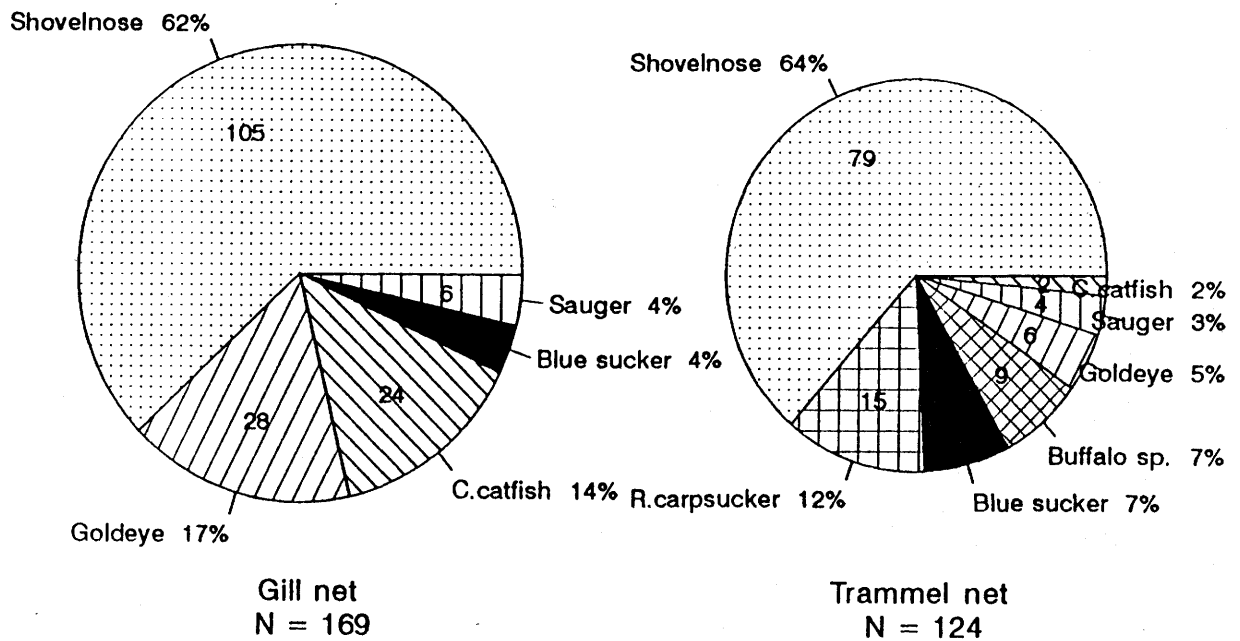 Shovelnose 62%
105
6
Sauger 4%
Blue sucker 4%
24
28
C.catfish 14%
Goldeye 17%
Gill net
N = 169
Shovelnose 64%
79
2
C.catfish 2%
4
Sauger 3%
6
Goldeye 5%
9
Buffalo sp. 7%
15
Blue sucker 7%
R.carpsucker 12%
Trammel net
N = 124